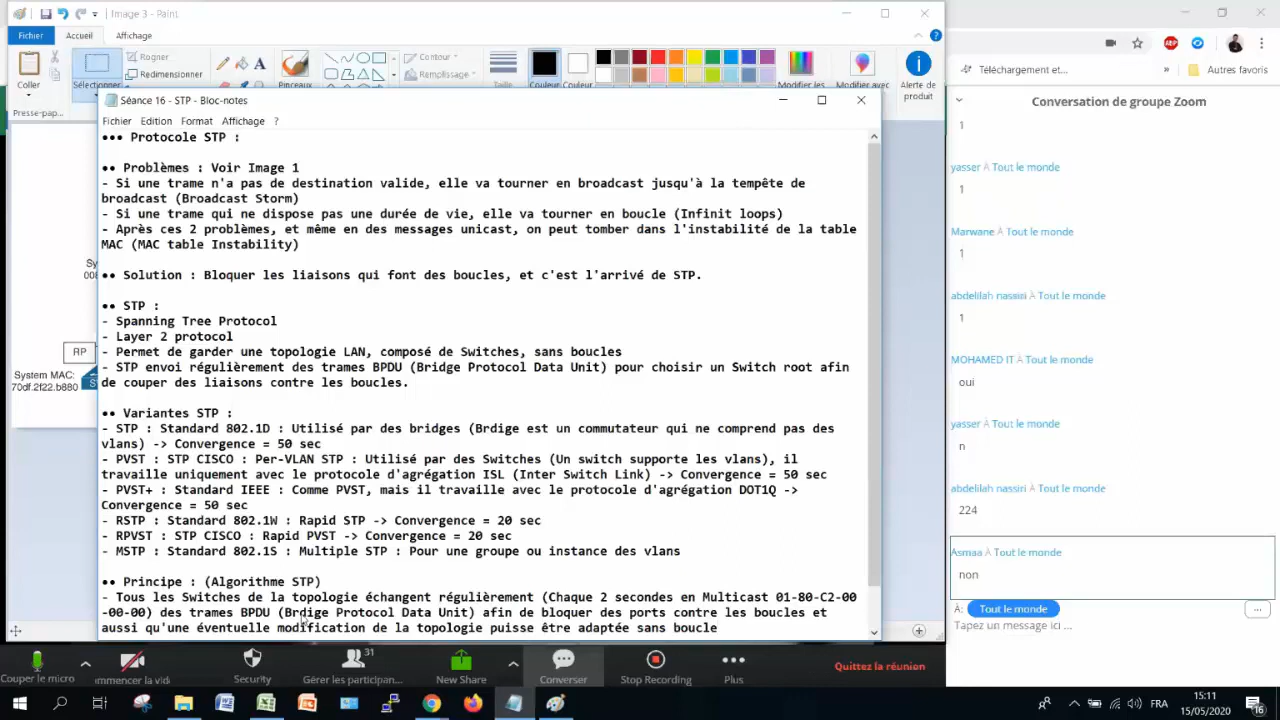 Image 3 - Paint
Fichier
Accueil
Affichage
Coller
Presse-pap...
Sélectionner
Rogner
Redimensionner
Pinceaux
Contour
Remplissage
Couleur
Couleur
Modifier les
Modifier avec
Alerte de
produit
Séance 16 - STP - Bloc-notes
Fichier Edition Format Affichage ?
••• Protocole STP :
•• Problèmes : Voir Image 1
- Si une trame n'a pas de destination valide, elle va tourner en broadcast jusqu'à la tempête de
broadcast (Broadcast Storm)
- Si une trame qui ne dispose pas une durée de vie, elle va tourner en boucle (Infinit loops)
- Après ces 2 problèmes, et même en des messages unicast, on peut tomber dans l'instabilité de la table
MAC (MAC table Instability)
•• Solution : Bloquer les liaisons qui font des boucles, et c'est l'arrivé de STP.
•• STP :
- Spanning Tree Protocol
- Layer 2 protocol
- Permet de garder une topologie LAN, composé de Switches, sans boucles
- STP envoi régulièrement des trames BPDU (Bridge Protocol Data Unit) pour choisir un Switch root afin
de couper des liaisons contre les boucles.
•• Variantes STP :
- STP : Standard 802.1D : Utilisé par des bridges (Brdige est un commutateur qui ne comprend pas des
vlans) -> Convergence = 50 sec
- PVST : STP CISCO : Per-VLAN STP : Utilisé par des Switches (Un switch supporte les vlans), il
travaille uniquement avec le protocole d'agrégation ISL (Inter Switch Link) -> Convergence = 50 sec
- PVST+ : Standard IEEE : Comme PVST, mais il travaille avec le protocole d'agrégation DOT1Q ->
Convergence = 50 sec
- RSTP : Standard 802.1W : Rapid STP -> Convergence = 20 sec
- RPVST : STP CISCO : Rapid PVST -> Convergence = 20 sec
- MSTP : Standard 802.1S : Multiple STP : Pour une groupe ou instance des vlans
•• Principe : (Algorithme STP)
- Tous les Switches de la topologie échangent régulièrement (Chaque 2 secondes en Multicast 01-80-C2-00
-00-00) des trames BPDU (Brdige Protocol Data Unit) afin de bloquer des ports contre les boucles et
aussi qu'une éventuelle modifiation de la topologie puisse être adaptée sans boucle
Sy
008
RP
System MAC:
70df.2f22.b880
S
Téléchargement et...
»
Autres favoris
Conversation de groupe Zoom
1
yasser À Tout le monde
1
Marwane À Tout le monde
1
abdelilah nassiri À Tout le monde
1
MOHAMED IT À Tout le monde
oui
yasser À Tout le monde
n
abdelilah nassiri À Tout le monde
224
Asmaa À Tout le monde
non
À: Tout le monde
...
Tapez un message ici ...
Couper le micro
mmencer la vid
Security
31
Gérer les participan...
New Share
Converser
Stop Recording
Plus
Quittez la réunion
FRA
15:11
15/05/2020
16